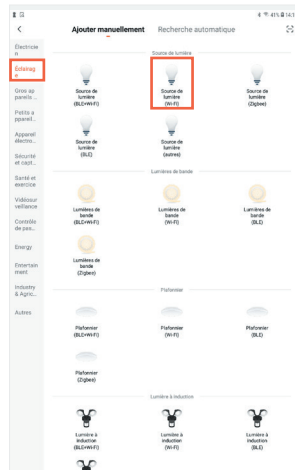 41% 14:5
Ajouter manuellement Recherche automatique
Électricie
n
Éclairag
e
Gros ap
pareils ...
Petits a
ppareil...
Appareil
électro...
Sécurité
et capt...
Santé et
exercice
Vidéosur
veillance
Contrôle
de pas...
Energy
Entertain
ment
Industry
& Agric...
Autres
Source de lumière
Source de
lumière
(BLE+Wi-Fi)
Source de
lumière
(Wi-Fi)
Source de
lumière
(Zigbee)
Source de
lumière
(BLE)
Source de
lumière
(autres)
Lumières de bande
Lumières de
bande
(BLE+Wi-Fi)
Lumières de
bande
(Wi-Fi)
Lumières de
bande
(BLE)
Lumières de
bande
(Zigbee)
Plafonnier
Plafonnier
(BLE+Wi-Fi)
Plafonnier
(Wi-Fi)
Plafonnier
(BLE)
Plafonnier
(Zigbee)
Lumière à induction
Lumière à
induction
(BLE+Wi-Fi)
Lumière à
induction
(Wi-Fi)
Lumière à
induction
(BLE)